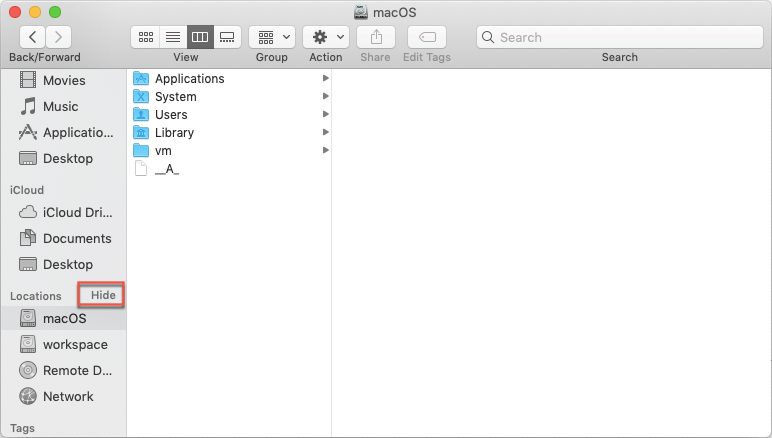 macOS
Search
Back/Forward
View
Group
Action
Share
Edit Tags
Search
Movies
Music
Applicatio...
Desktop
iCloud
iCloud Dri...
Documents
Desktop
Locations
Hide
macOS
workspace
Remote D...
Network
Tags
Applications
System
Users
Library
vm
__A_